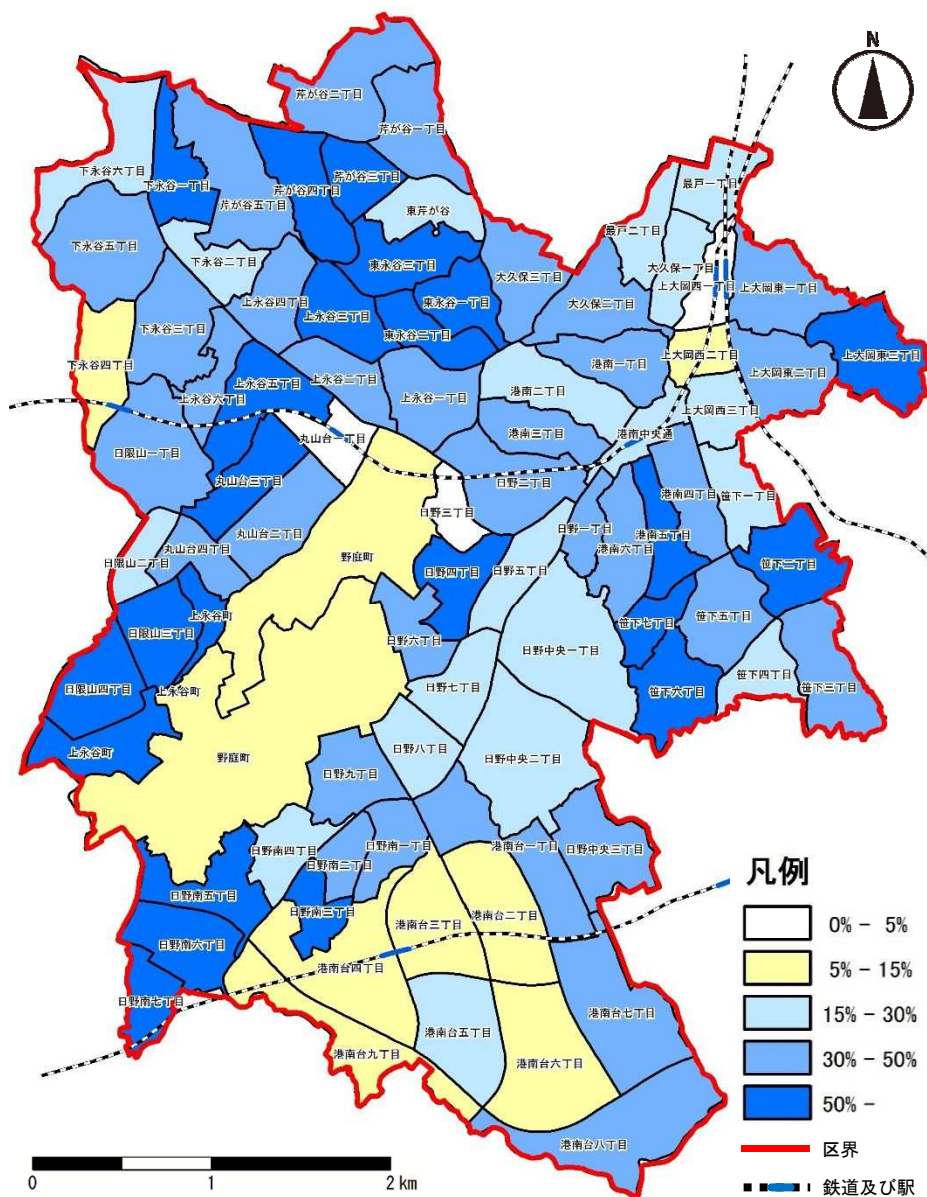 N
芹が谷二丁目
芹が谷一丁目
下永谷六丁目
下永谷一丁目
芹が谷五丁目
芹が谷四丁目
芹が谷三丁目
東芹が谷
最戸一丁目
最戸二丁目
下永谷五丁目
下永谷二丁目
東永谷三丁目
大久保三丁目
大久保一丁目
上大岡西一丁目
上大岡東一丁目
上永谷四丁目
上永谷三丁目
東永谷一丁目
大久保二丁目
東永谷二丁目
下永谷三丁目
下永谷四丁目
上大岡西二丁目
上大岡東三丁目
上大岡東二丁目
港南一丁目
上永谷五丁目
上永谷二丁目
上永谷六丁目
上永谷一丁目
港南二丁目
上大岡西三丁目
港南三丁目
港南中央通
丸山台一丁目
日限山一丁目
丸山台三丁目
日野三丁目
日野二丁目
港南四丁目
笹下一丁目
日野一丁目
港南五丁目
港南六丁目
丸山台二丁目
丸山台四丁目
日限山二丁目
野庭町
日野四丁目
日野五丁目
笹下二丁目
笹下五丁目
笹下七丁目
上永谷町
日限山三丁目
日野六丁目
日野中央一丁目
日野七丁目
笹下四丁目
笹下三丁目
笹下六丁目
日限山四丁目
上永谷町
上永谷町
野庭町
日野八丁目
日野中央二丁目
日野九丁目
日野南四丁目
日野南二丁目
日野南一丁目
港南台一丁目
日野中央三丁目
日野南五丁目
日野南三丁目
港南台三丁目
港南台二丁目
日野南六丁目
港南台四丁目
日野南七丁目
港南台五丁目
港南台七丁目
港南台九丁目
港南台六丁目
港南台八丁目
凡例
0% - 5%
5% - 15%
15% - 30%
30% - 50%
50% -
区界
鉄道及び駅
0 1 2 km